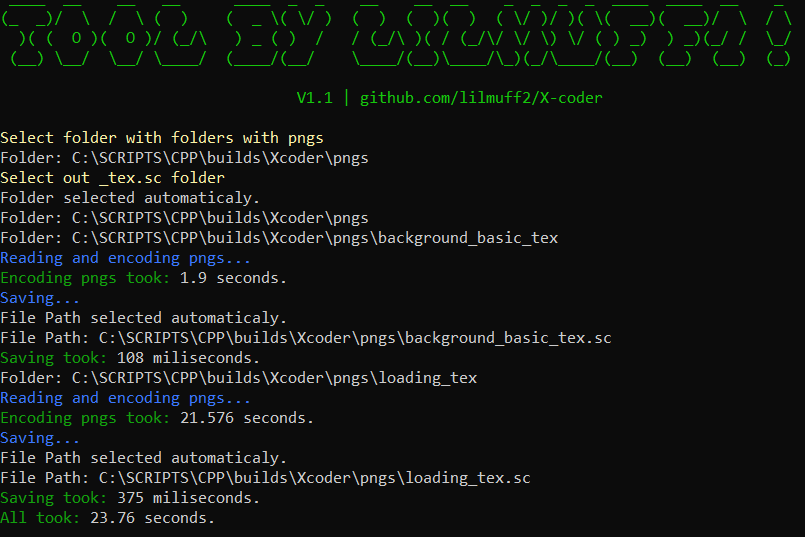 TOOL BY LILMUFF!
V1.1 | github.com/lilmuff2/X-coder
Select folder with folders with pngs
Folder: C:\SCRIPTS\CPP\builds\Xcoder\pngs
Select out _tex.sc folder
Folder selected automaticaly.
Folder: C:\SCRIPTS\CPP\builds\Xcoder\pngs
Folder: C:\SCRIPTS\CPP\builds\Xcoder\pngs\background_basic_tex
Reading and encoding pngs...
Encoding pngs took: 1.9 seconds.
Saving...
File Path selected automaticaly.
File Path: C:\SCRIPTS\CPP\builds\Xcoder\pngs\background_basic_tex.sc
Saving took: 108 miliseconds.
Folder: C:\SCRIPTS\CPP\builds\Xcoder\pngs\loading_tex
Reading and encoding pngs...
Encoding pngs took: 21.576 seconds.
Saving...
File Path selected automaticaly.
File Path: C:\SCRIPTS\CPP\builds\Xcoder\pngs\loading_tex.sc
Saving took: 375 miliseconds.
All took: 23.76 seconds.